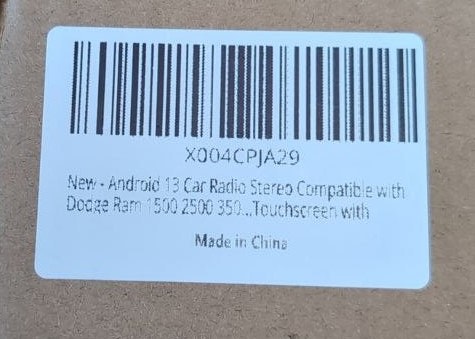 X004CPJA29
New - Android 13 Car Radio Stereo Compatible with
Dodge Ram 1500 2500 350...Touchscreen with
Made in China